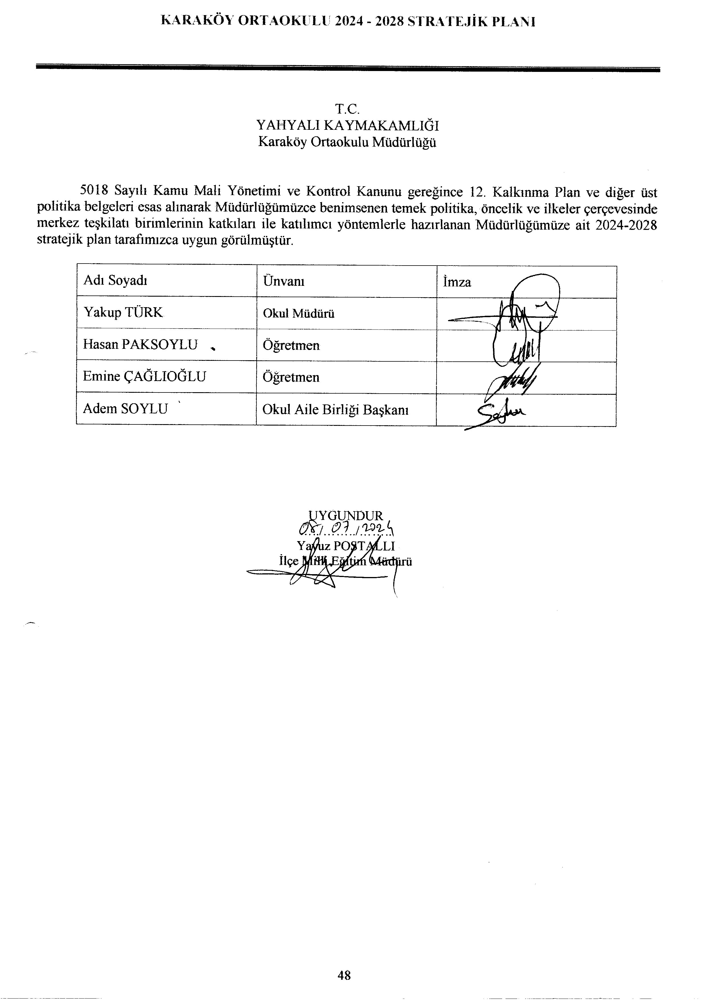 KARAKÖY ORTAOKULU 2024 - 2028 STRATEJİK PLANI
T.C.
YAHYALI KAYMAKAMLIĞI
Karaköy Ortaokulu Müdürlüğü
5018 Sayılı Kamu Mali Yönetimi ve Kontrol Kanunu gereğince 12. Kalkınma Plan ve diğer üst
politika belgeleri esas alınarak Müdürlüğümüzce benimsenen temek politika, öncelik ve ilkeler çerçevesinde
merkez teşkilatı birimlerinin katkıları ile katılımcı yöntemlerle hazırlanan Müdürlüğümüze ait 2024-2028
stratejik plan tarafımızca uygun görülmüştür.
Adı Soyadı Ünvanı İmza
Yakup TÜRK Okul Müdürü
Hasan PAKSOYLU Öğretmen
Emine ÇAĞLIOĞLU Öğretmen
Adem SOYLU Okul Aile Birliği Başkanı
UYGUNDUR
08/07/2024
Yavuz POSTALLI
İlçe Milli Eğitim Müdürü
48